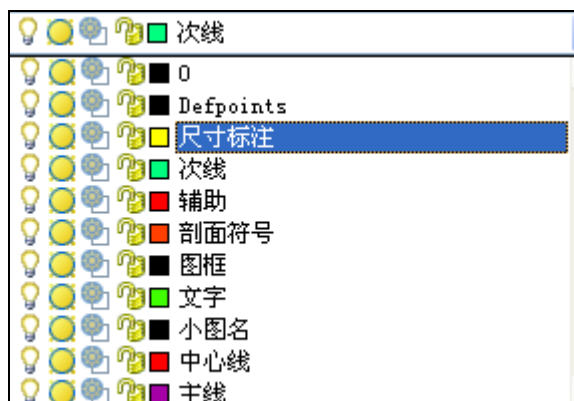 次线
0
Defpoints
尺寸标注
次线
辅助
剖面符号
图框
文字
小图名
中心线
主线